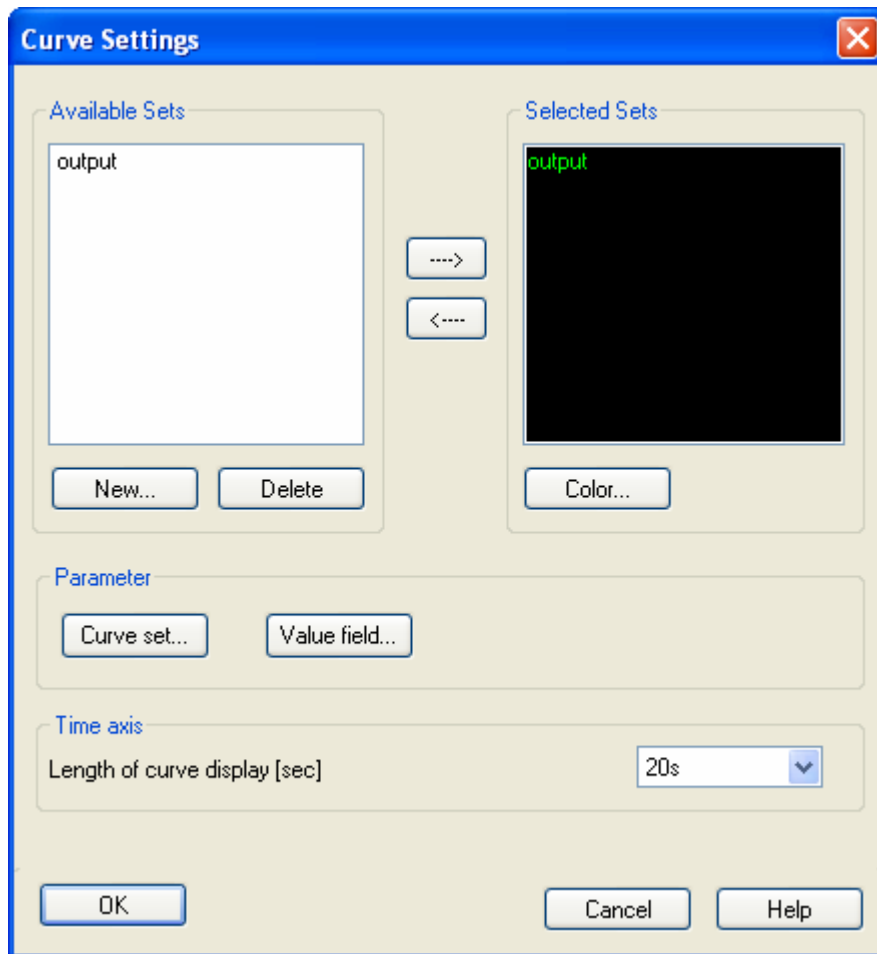 Curve Settings
Available Sets
output
Selected Sets
output
---->
<----
New...
Delete
Color...
Parameter
Curve set...
Value field...
Time axis
Length of curve display [sec]
20s
OK
Cancel
Help